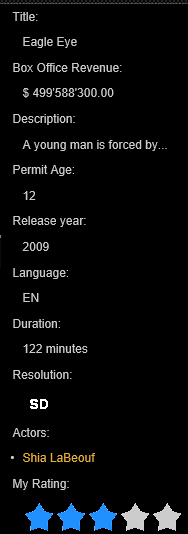 Title:
Eagle Eye
Box Office Revenue:
$ 499'588'300.00
Description:
A young man is forced by...
Permit Age:
12
Release year:
2009
Language:
EN
Duration:
122 minutes
Resolution:
SD
Actors:
• Shia LaBeouf
My Rating: